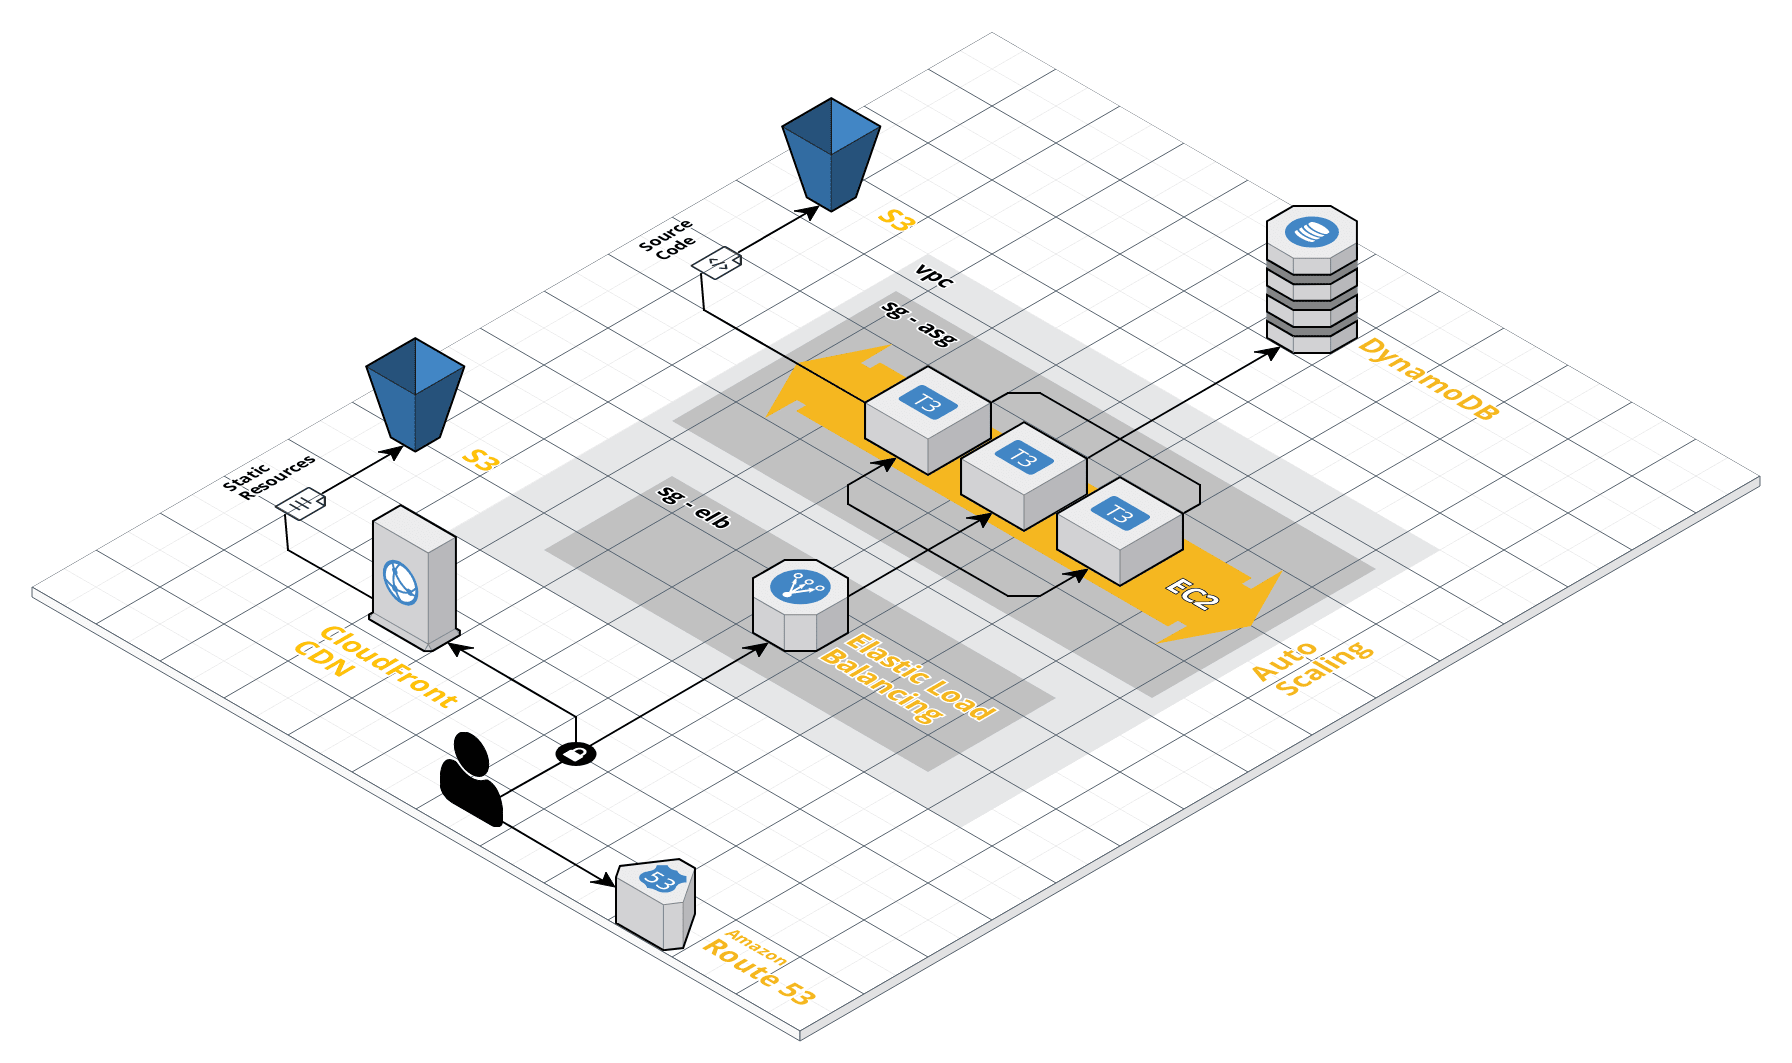 S3
Source
Code
vpc
sg - asg
T3
T3
T3
EC2
DynamoDB
S3
Static
Resources
sg - elb
Elastic Load
Balancing
Auto
Scaling
CloudFront
CDN
53
Amazon
Route 53